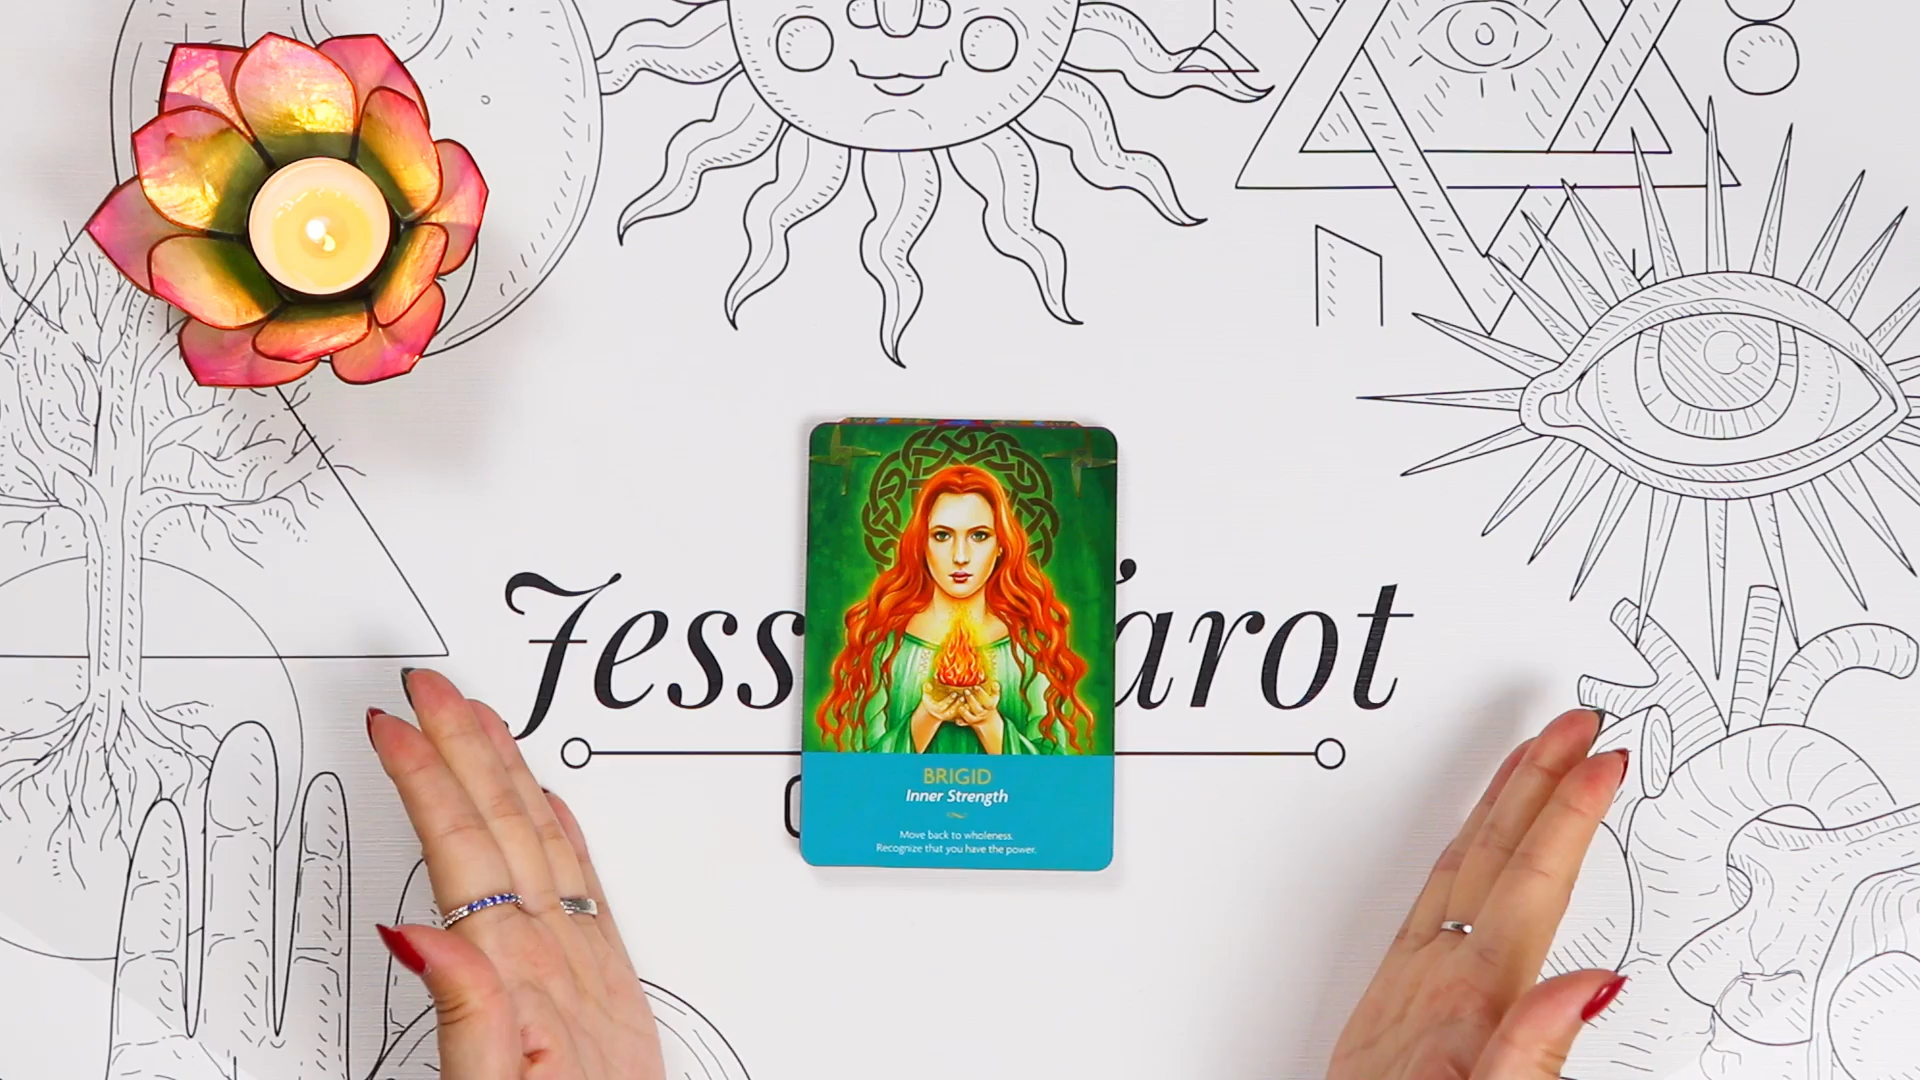 Jess arot
BRIGID
Inner Strength
Move back to wholeness.
Recognize that you have the power.